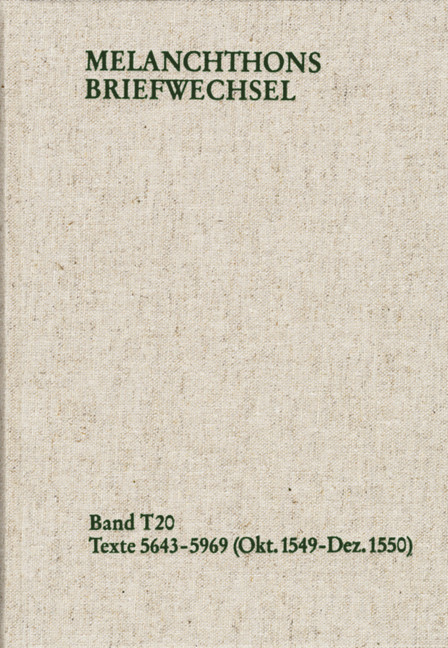 MELANCHTHONS
BRIEFWECHSEL
Band T20
Texte 5643-5969 (Okt. 1549-Dez. 1550)